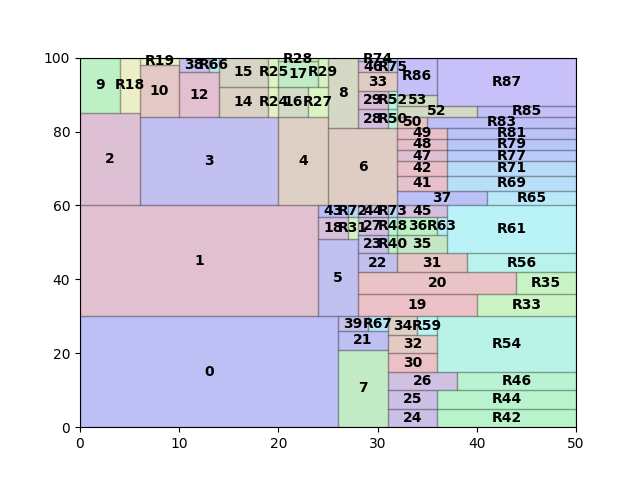 100
80
60
40
20
0
0 10 20 30 40 50
R19 R28 R74
38 R66 46 R75
9 R18 10 12 15 R25 17 R29 8 33 R86 R87
14 R24 16 R27 29 R52 53
28 R50 52 R85
50 R83
2 3 4 6 49 R81
48 R79
47 R77
42 R71
41 R69
37 R65
43 R72 44 R73 45
18 R31 27 R48 36 R63 R61
23 R40 35
1 5 22 31 R56
20 R35
19 R33
39 R67 34 R59
21 32 R54
0 7 30
26 R46
25 R44
24 R42